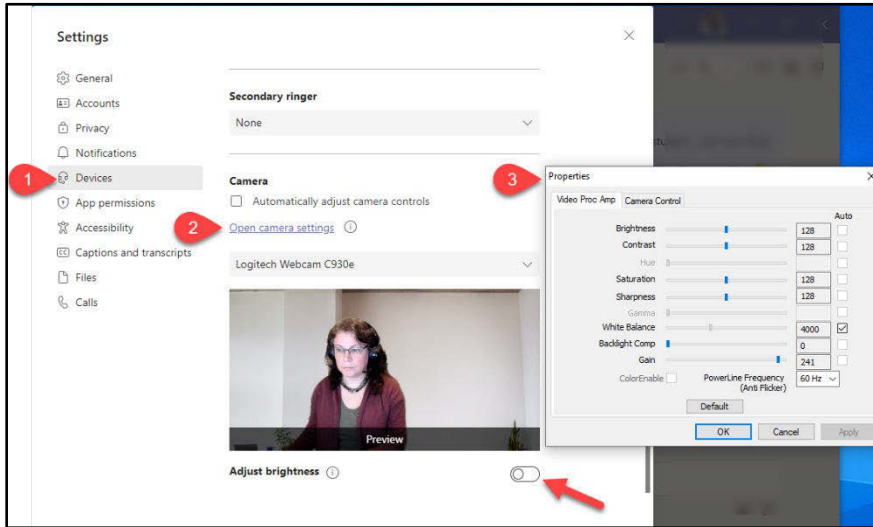 Settings
General
Accounts
Privacy
Notifications
1
Devices
App permissions
Accessibility
CC Captions and transcripts
Files
Calls
Secondary ringer
None
Camera
Automatically adjust camera controls
2
Open camera settings
Logitech Webcam C930e
Preview
Adjust brightness
3
Properties
Video Proc Amp Camera Control
Auto
Brightness 128
Contrast 128
Hue
Saturation 128
Sharpness 128
Gamma
White Balance 4000
Backlight Comp 0
Gain 241
ColorEnable PowerLine Frequency 60 Hz
(Anti Flicker)
Default
OK Cancel Apply